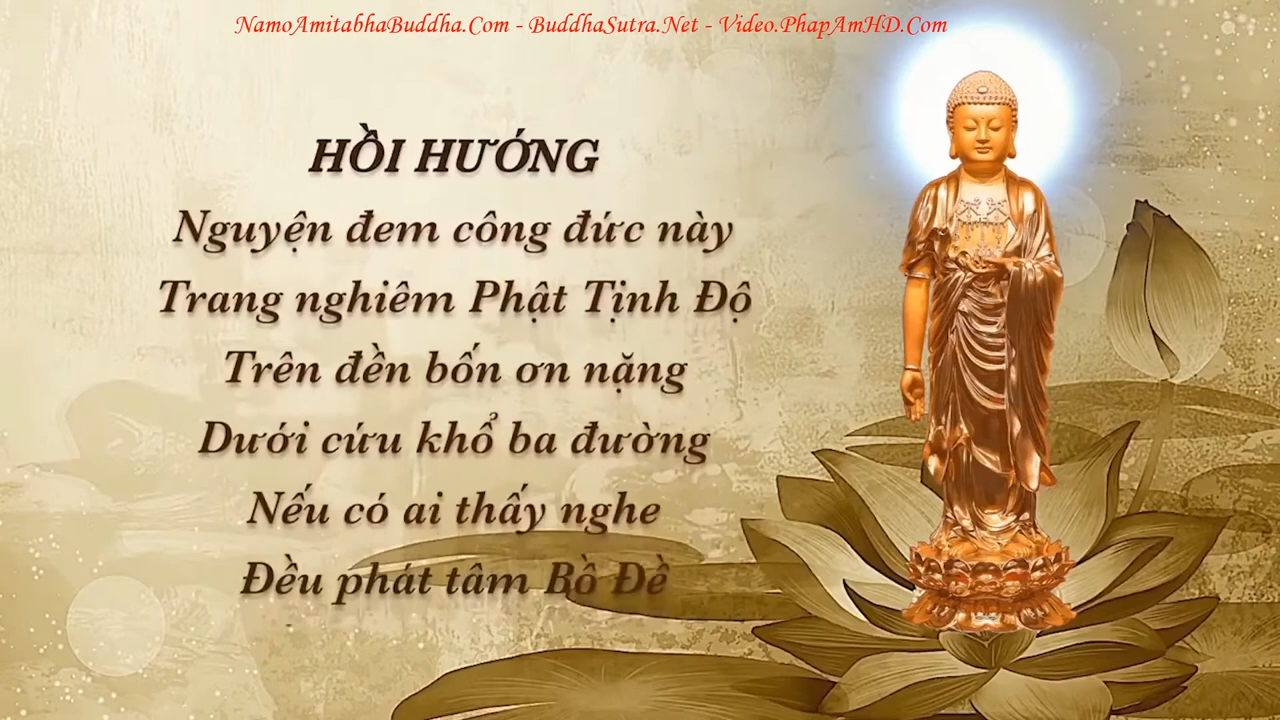 NamoAmitabhaBuddha.Com - BuddhaSutra.Net - Video.PhapAmHD.Com
HỒI HƯỚNG
Nguyện đem công đức này
Trang nghiêm Phật Tịnh Độ
Trên đền bốn ơn nặng
Dưới cứu khổ ba đường
Nếu có ai thấy nghe
Đều phát tâm Bồ Đề